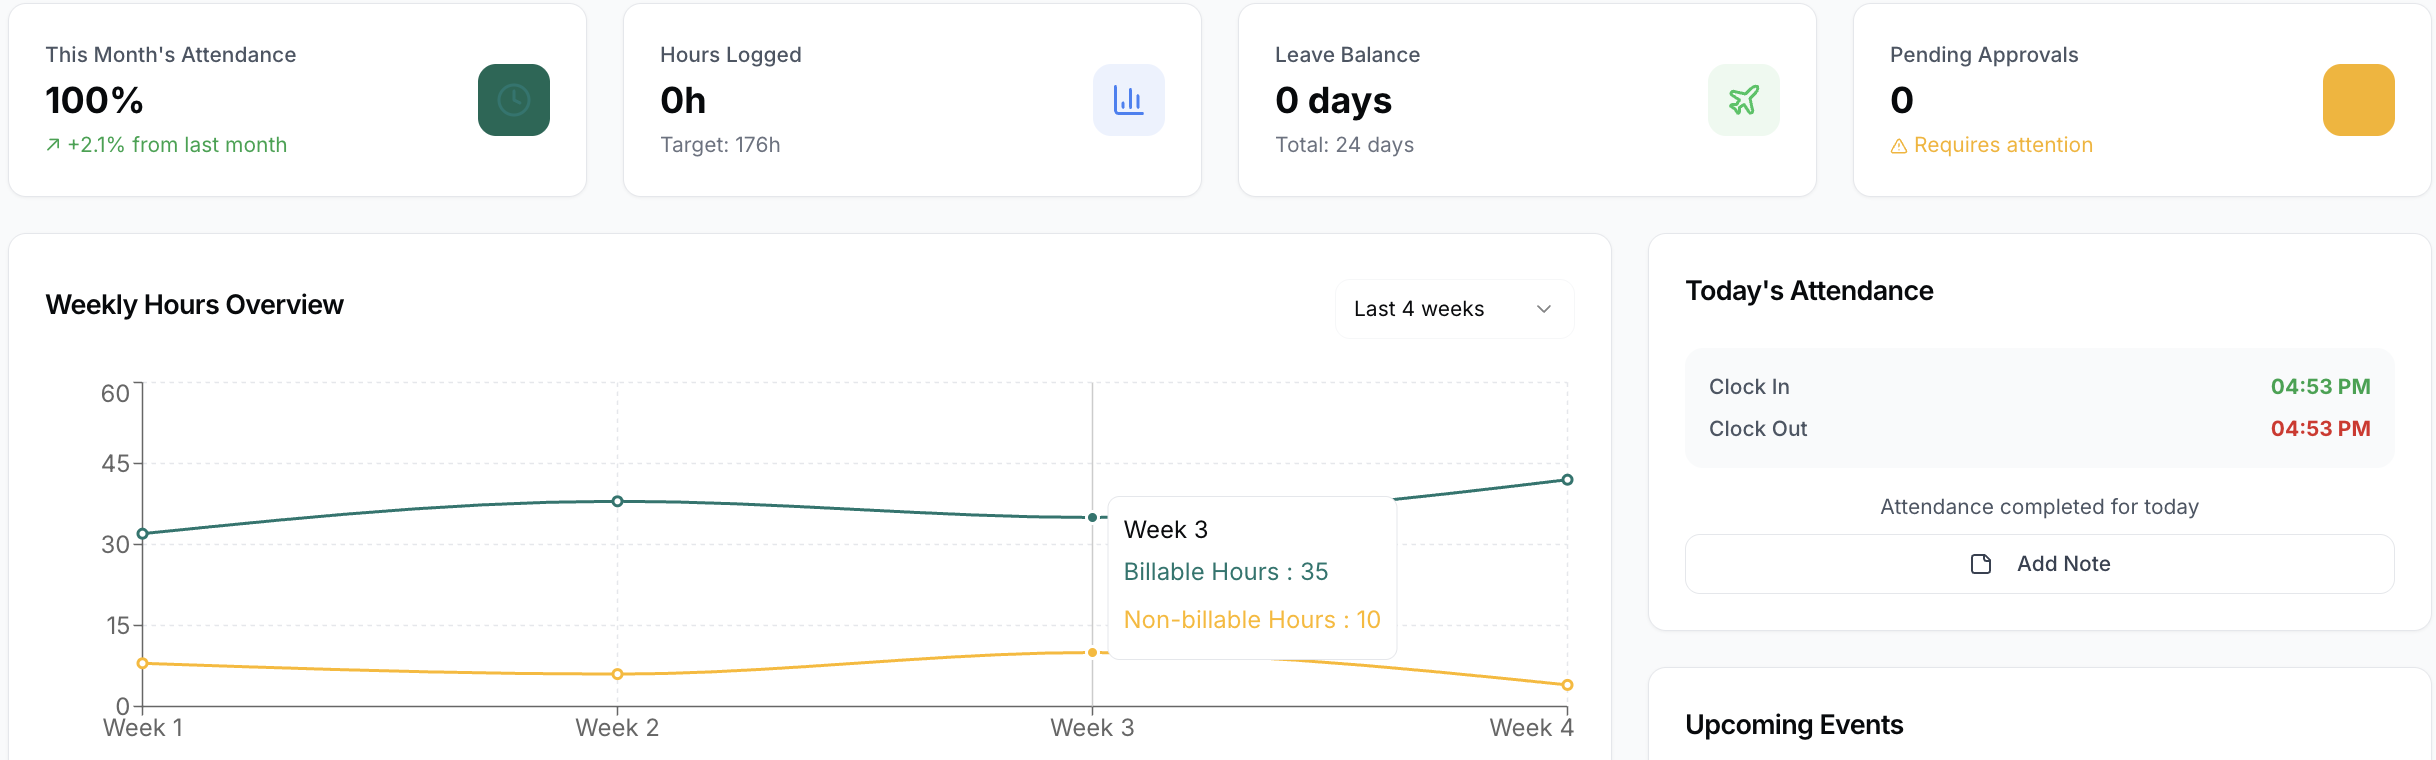 This Month's Attendance
100%
+2.1% from last month
Hours Logged
0h
Target: 176h
Leave Balance
0 days
Total: 24 days
Pending Approvals
0
Requires attention
Weekly Hours Overview
Last 4 weeks
60
45
30
15
0
Week 1
Week 2
Week 3
Week 4
Week 3
Billable Hours : 35
Non-billable Hours : 10
Today's Attendance
Clock In 04:53 PM
Clock Out 04:53 PM
Attendance completed for today
Add Note
Upcoming Events